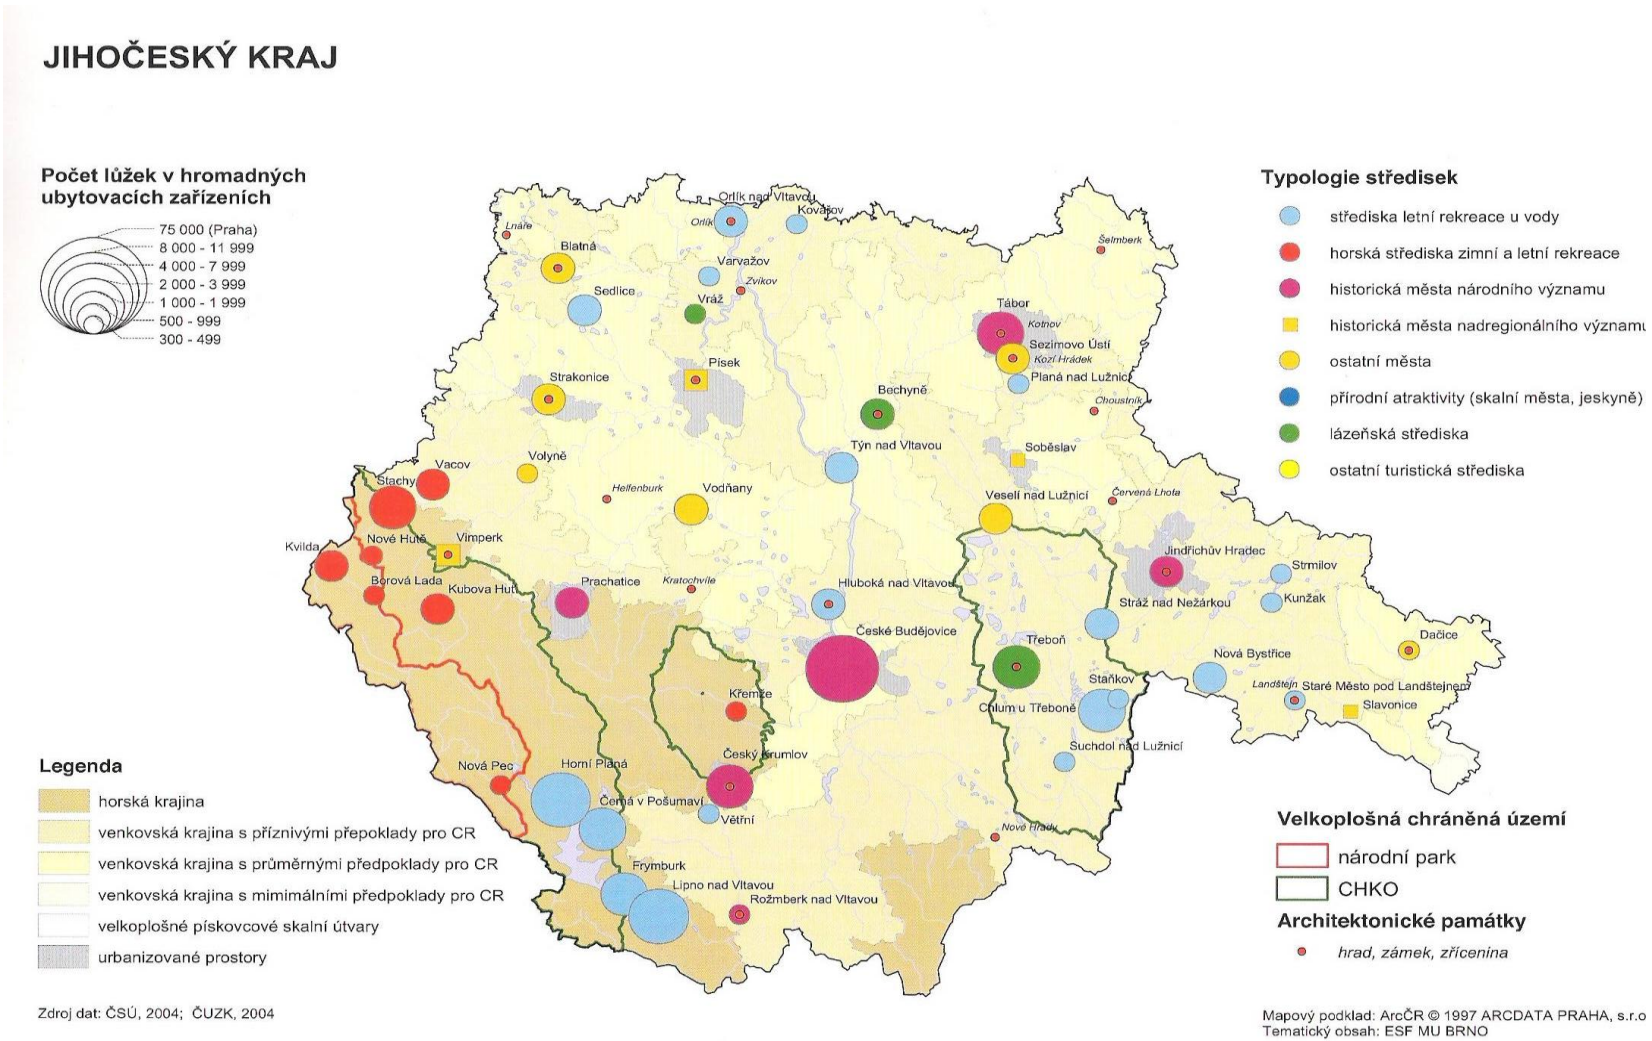 JIHOČESKÝ KRAJ
Počet lůžek v hromadných
ubytovacích zařízeních
75 000 (Praha)
8 000 - 11 999
4 000 - 7 999
2 000 - 3 999
1 000 - 1 999
500 - 999
300 - 499
Typologie středisek
střediska letní rekreace u vody
horská střediska zimní a letní rekreace
historická města národního významu
historická města nadregionálního významu
ostatní města
přírodní atraktivity (skalní města, jeskyně)
lázeňská střediska
ostatní turistická střediska
Orlík nad Vltavou
Orlík
Kovářov
Lnáře
Blatná
Varvažov
Zvíkov
Sedlice
Vráž
Šelmberk
Tábor
Kotnov
Sezimovo Ústí
Kozí Hrádek
Planá nad Lužnicí
Písek
Strakonice
Bechyně
Choustník
Týn nad Vltavou
Soběslav
Volyně
Vacov
Stachy
Helfenburk
Vodňany
Veselí nad Lužnicí
Červená Lhota
Kvilda
Nové Hutě
Vimperk
Jindřichův Hradec
Strmilov
Borová Lada
Kubova Huť
Prachatice
Kratochvíle
Hluboká nad Vltavou
Stráž nad Nežárkou
Kunžak
České Budějovice
Třeboň
Dačice
Nová Bystřice
Staňkov
Landštejn
Staré Město pod Landštejnem
Křemže
Chlum u Třeboně
Slavonice
Suchdol nad Lužnicí
Český Krumlov
Nová Pec
Horní Planá
Černá v Pošumaví
Větřní
Nové Hrady
Frymburk
Lipno nad Vltavou
Rožmberk nad Vltavou
Legenda
horská krajina
venkovská krajina s příznivými přepoklady pro CR
venkovská krajina s průměrnými předpoklady pro CR
venkovská krajina s mimimálními předpoklady pro CR
velkoplošné pískovcové skalní útvary
urbanizované prostory
Velkoplošná chráněná území
národní park
CHKO
Architektonické památky
hrad, zámek, zřícenina
Zdroj dat: ČSÚ, 2004; ČUZK, 2004
Mapový podklad: ArcČR © 1997 ARCDATA PRAHA, s.r.o
Tematický obsah: ESF MU BRNO